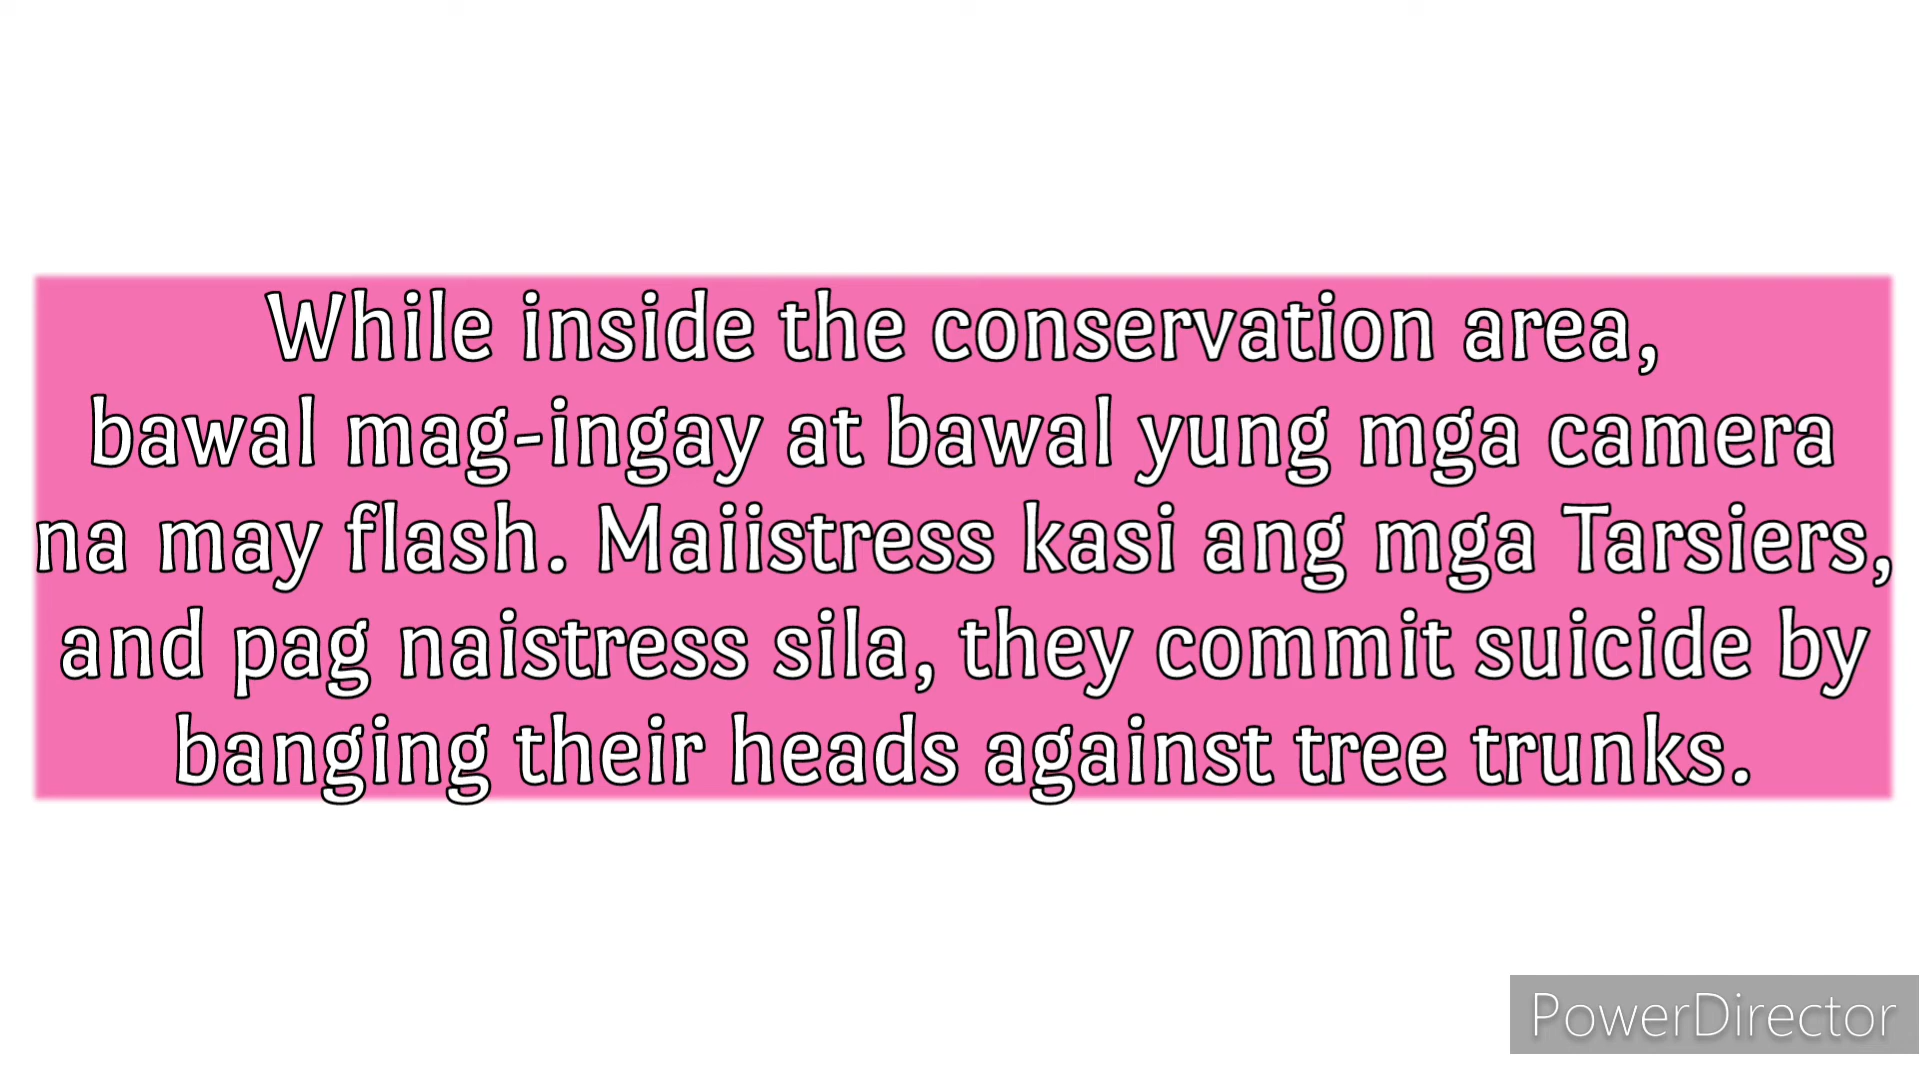 While inside the conservation area,
bawal mag-ingay at bawal yung mga camera
na may flash. Maiistress kasi ang mga Tarsiers,
and pag naistress sila, they commit suicide by
banging their heads against tree trunks.
PowerDirector